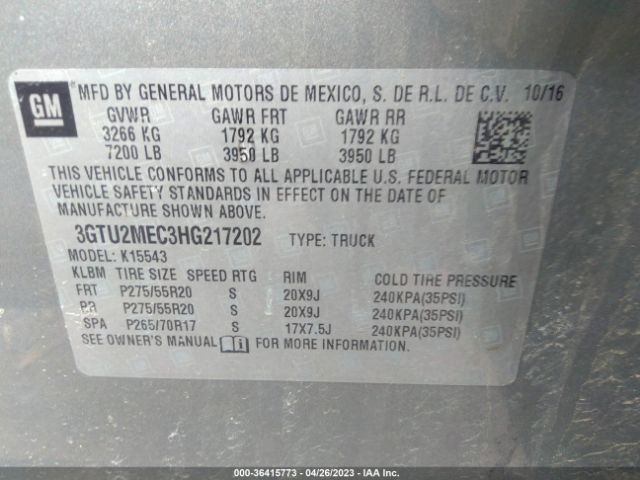 GM
*MFD BY GENERAL MOTORS DE MEXICO, S. DE R.L. DE C.V. 10/16
GVWR GAWR FRT GAWR RR
3266 KG 1792 KG 1792 KG
7200 LB 3950 LB 3950 LB
THIS VEHICLE CONFORMS TO ALL APPLICABLE U.S. FEDERAL MOTOR
VEHICLE SAFETY STANDARDS IN EFFECT ON THE DATE OF
MANUFACTURE SHOWN ABOVE.
3GTU2MEC3HG217202 TYPE: TRUCK
MODEL: K15543
KLBM TIRE SIZE SPEED RTG RIM COLD TIRE PRESSURE
FRT P275/55R20 S 20X9J 240KPA(35PSI)
RR P275/55R20 S 20X9J 240KPA(35PSI)
SPA P265/70R17 S 17X7.5J 240KPA(35PSI)
SEE OWNER'S MANUAL FOR MORE INFORMATION.
000-36415773 - 04/26/2023 - IAA Inc.